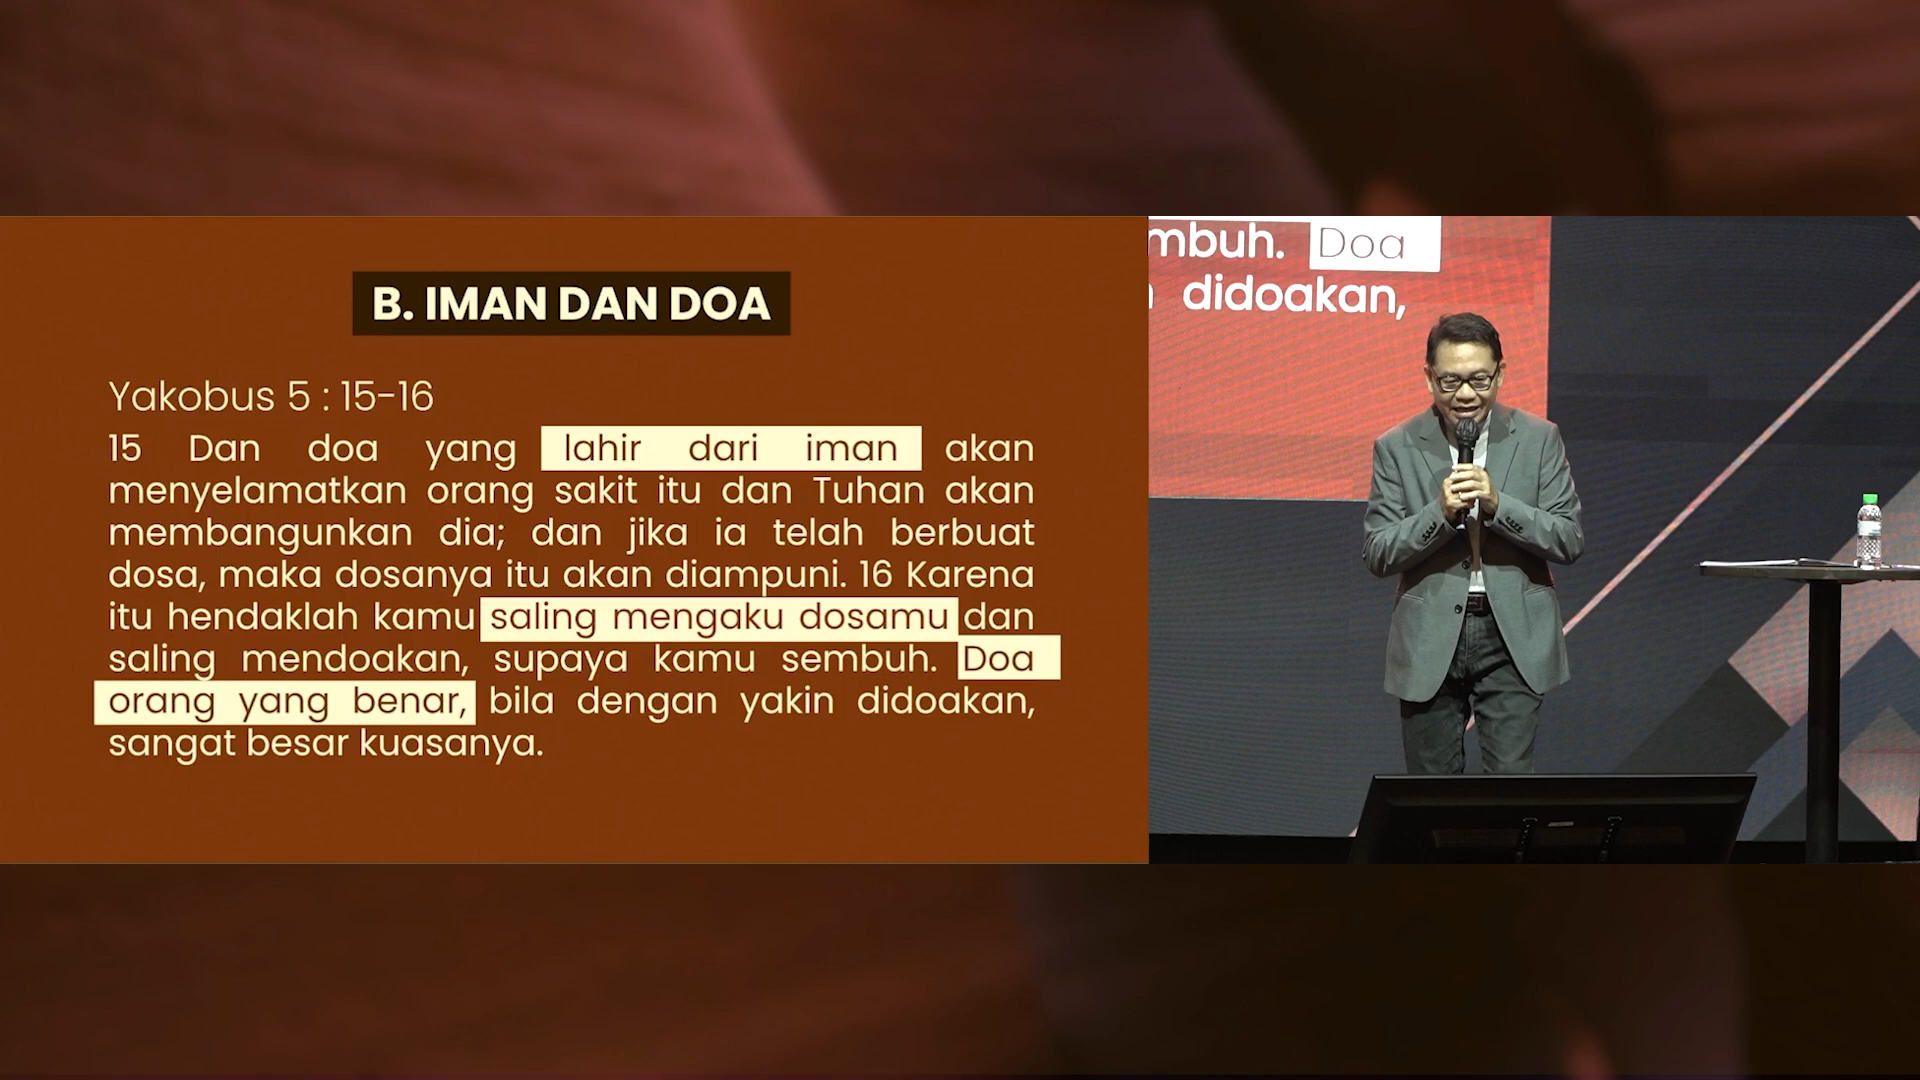 B. IMAN DAN DOA
Yakobus 5 : 15-16
15 Dan doa yang lahir dari iman akan
menyelamatkan orang sakit itu dan Tuhan akan
membangunkan dia; dan jika ia telah berbuat
dosa, maka dosanya itu akan diampuni. 16 Karena
itu hendaklah kamu saling mengaku dosamu dan
saling mendoakan, supaya kamu sembuh. Doa
orang yang benar, bila dengan yakin didoakan,
sangat besar kuasanya.
mbuh. Doa
didoakan,